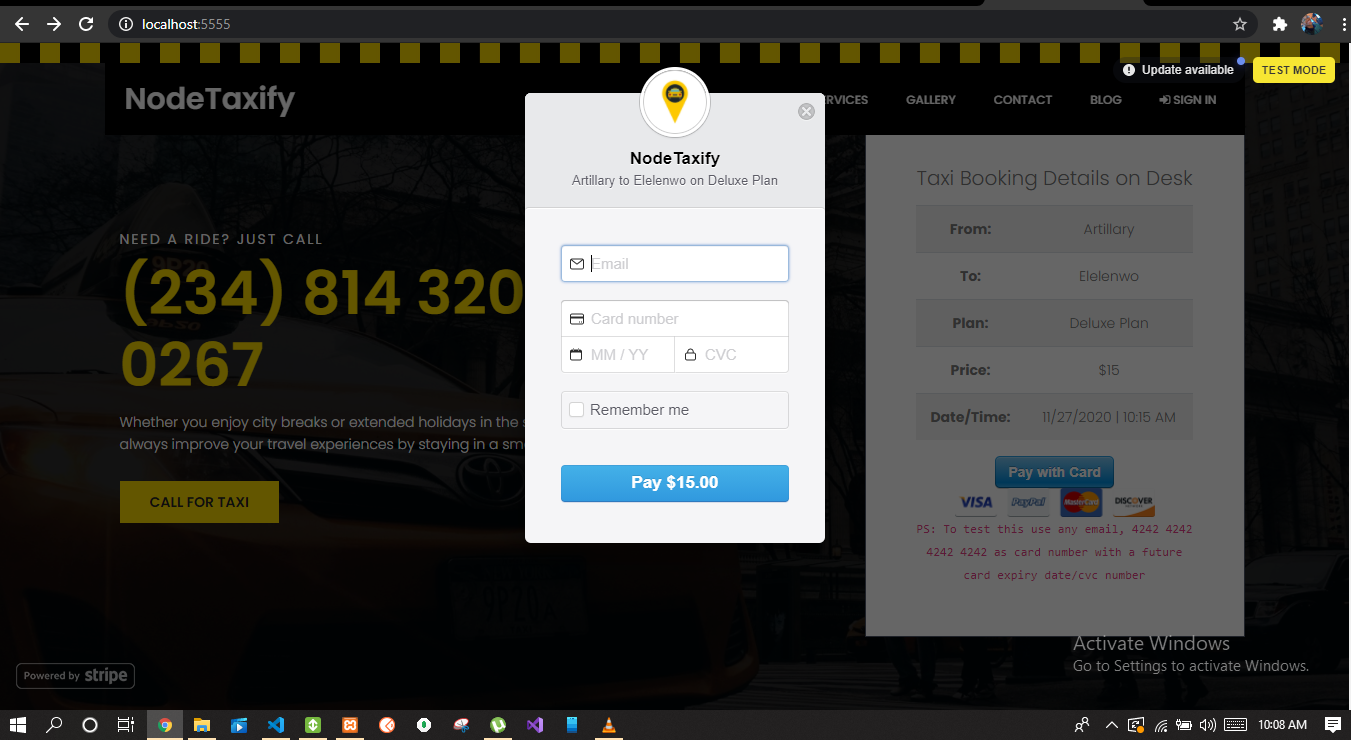 localhost:5555
Update available
TEST MODE
NodeTaxify
RVICES
GALLERY
CONTACT
BLOG
SIGN IN
NodeTaxify
Artillary to Elelenwo on Deluxe Plan
Email
Card number
MM / YY
CVC
Remember me
Pay $15.00
NEED A RIDE? JUST CALL
(234) 814 320
0267
Whether you enjoy city breaks or extended holidays in the s
always improve your travel experiences by staying in a sm
CALL FOR TAXI
Taxi Booking Details on Desk
From: Artillary
To: Elelenwo
Plan: Deluxe Plan
Price: $15
Date/Time: 11/27/2020 | 10:15 AM
Pay with Card
VISA PayPal MasterCard DISCOVER
PS: To test this use any email, 4242 4242
4242 4242 as card number with a future
card expiry date/cvc number
Activate Windows
Go to Settings to activate Windows.
Powered by stripe
10:08 AM